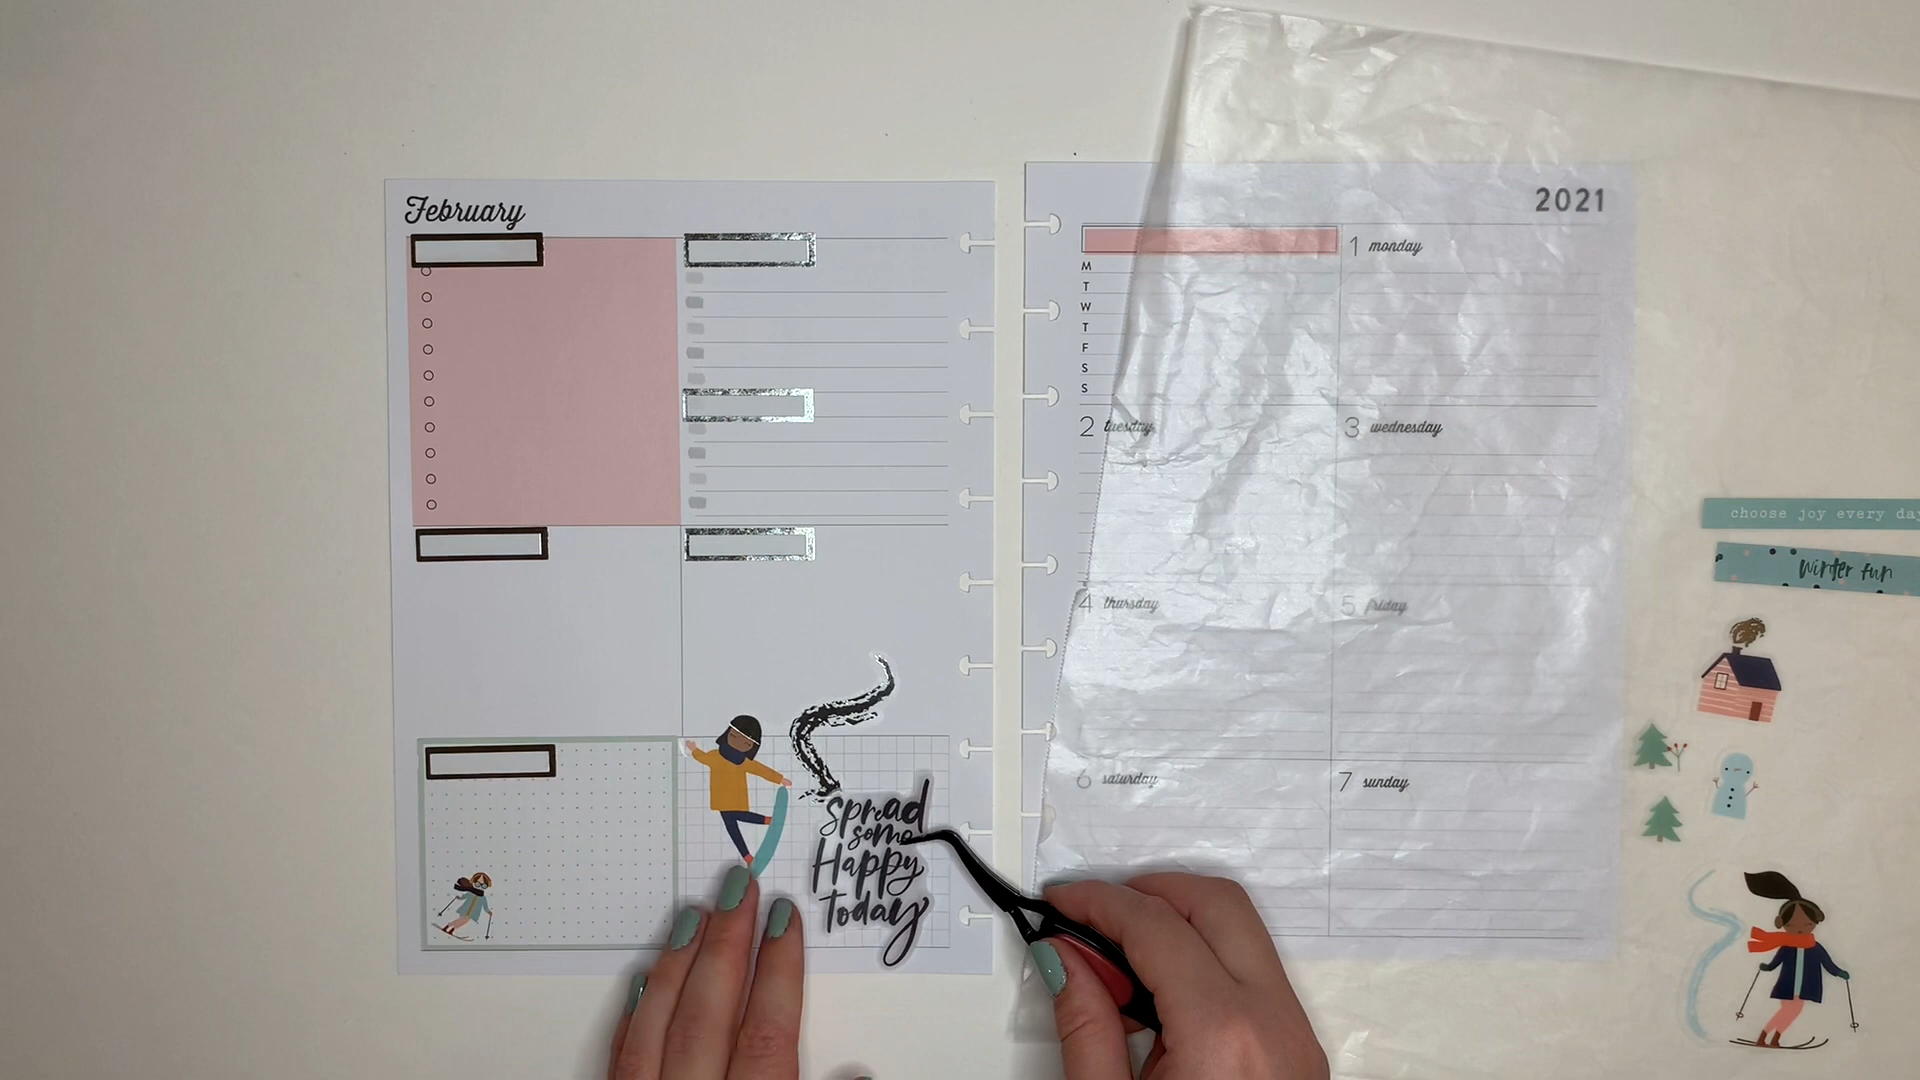 February
spread
some
Happy
today
2021
1 monday
M
T
W
T
F
S
S
2 tuesday
3 wednesday
4 thursday
5 friday
6 saturday
7 sunday
choose joy every day
Winter fun